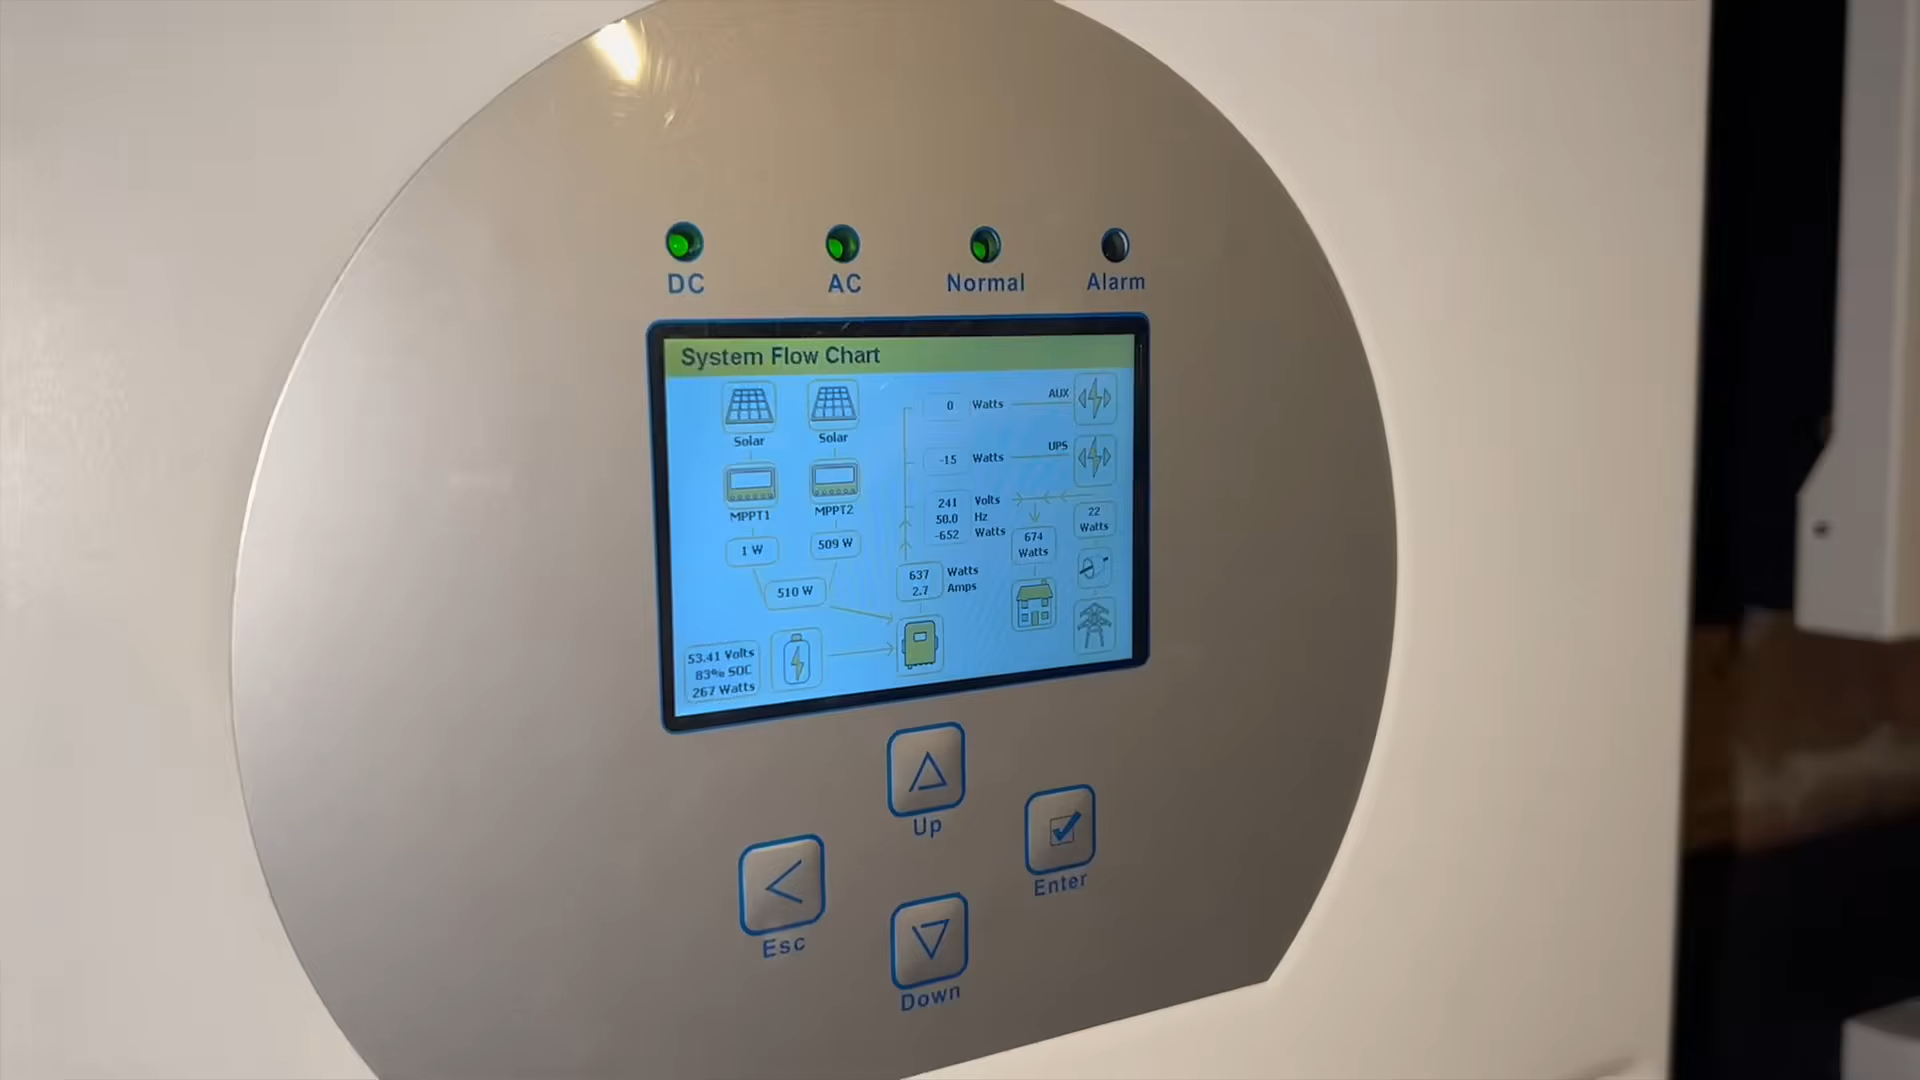 DC
AC
Normal
Alarm
System Flow Chart
Solar
Solar
MPPT1
MPPT2
1 W
509 W
510 W
53.41 Volts
83% SOC
267 Watts
0 Watts
AUX
-15 Watts
UPS
241 Volts
50.0 Hz
-652 Watts
637 Watts
2.7 Amps
674
Watts
22
Watts
Up
Enter
Esc
Down